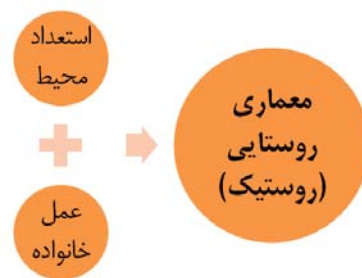 استعداد
محیط
عمل
خانواده
معماری
روستایی
(روستیک)